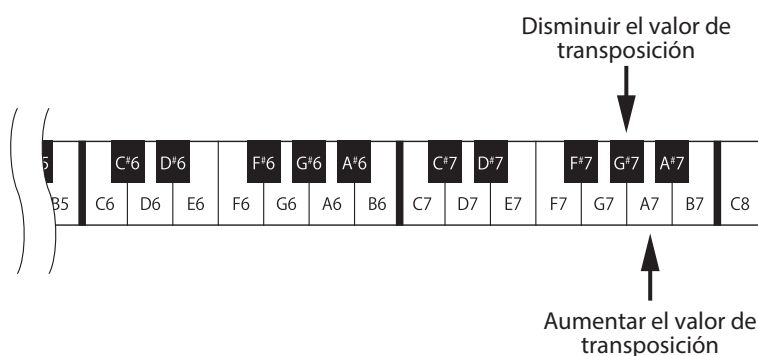 Disminuir el valor de
transposición
5 C#6 D#6 F#6 G#6 A#6 C#7 D#7 F#7 G#7 A#7
B5 C6 D6 E6 F6 G6 A6 B6 C7 D7 E7 F7 G7 A7 B7 C8
Aumentar el valor de
transposición